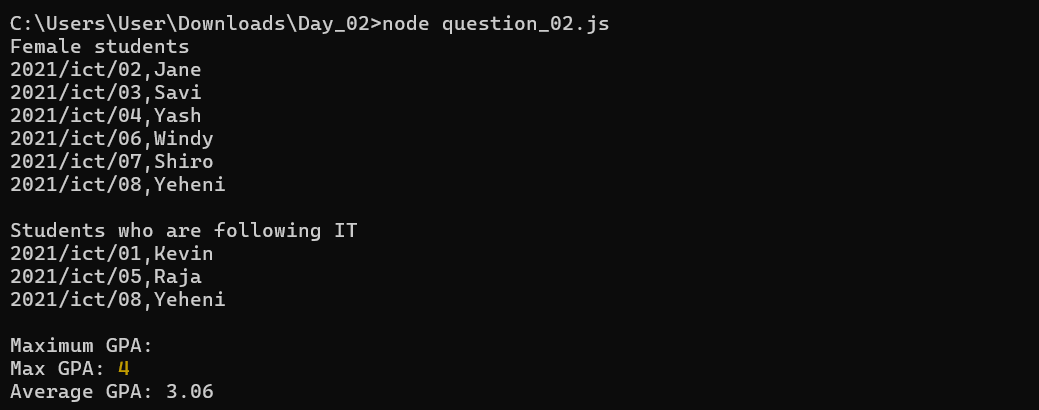 C:\Users\User\Downloads\Day_02>node question_02.js
Female students
2021/ict/02,Jane
2021/ict/03,Savi
2021/ict/04,Yash
2021/ict/06,Windy
2021/ict/07,Shiro
2021/ict/08,Yeheni
Students who are following IT
2021/ict/01,Kevin
2021/ict/05,Raja
2021/ict/08,Yeheni
Maximum GPA:
Max GPA: 4
Average GPA: 3.06